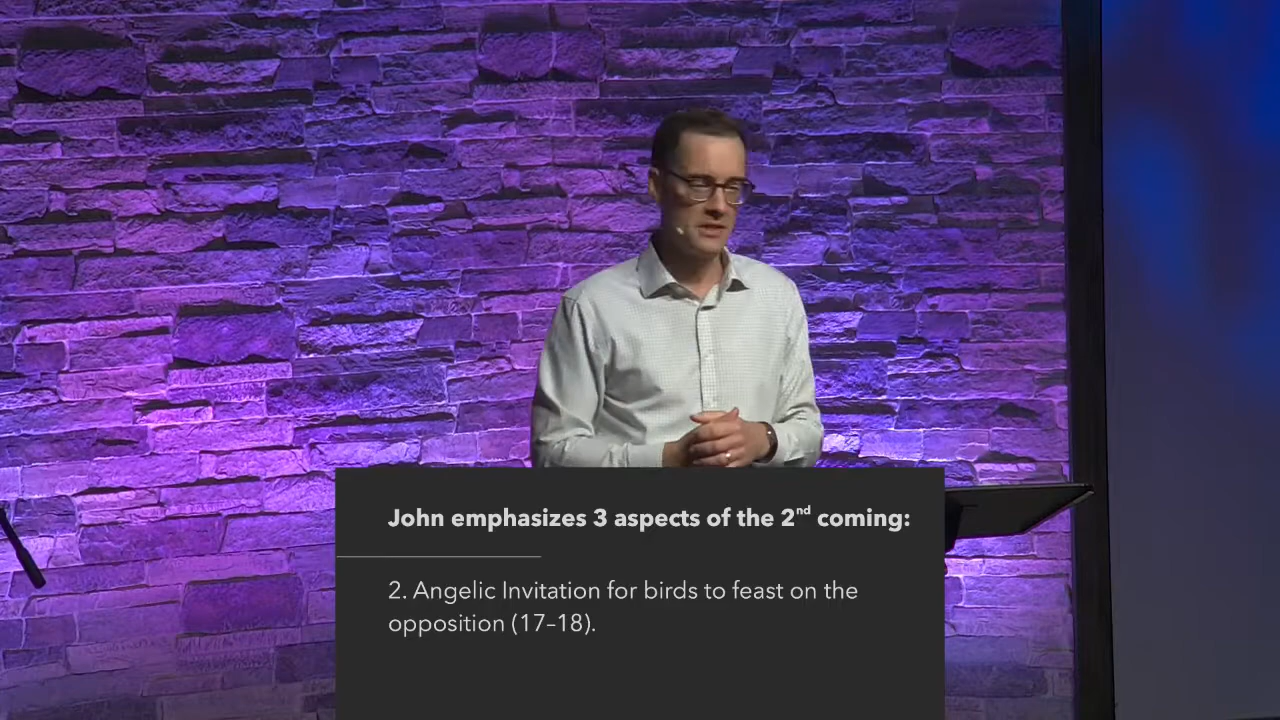 John emphasizes 3 aspects of the 2nd coming:
2. Angelic Invitation for birds to feast on the
opposition (17–18).